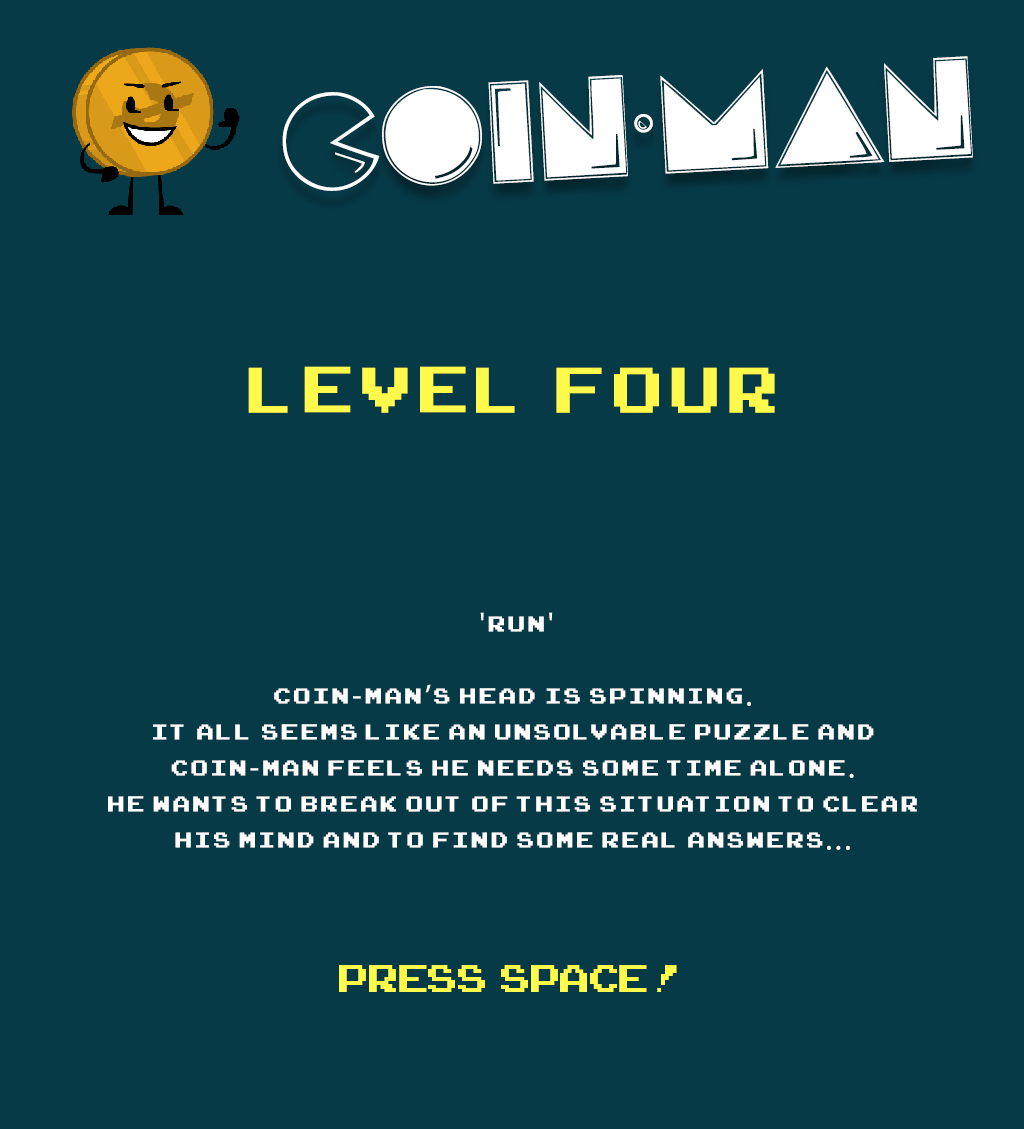 COIN-MAN
LEVEL FOUR
'RUN'
COIN-MAN'S HEAD IS SPINNING.
IT ALL SEEMS LIKE AN UNSOLVABLE PUZZLE AND
COIN-MAN FEELS HE NEEDS SOME TIME ALONE.
HE WANTS TO BREAK OUT OF THIS SITUATION TO CLEAR
HIS MIND AND TO FIND SOME REAL ANSWERS...
PRESS SPACE!